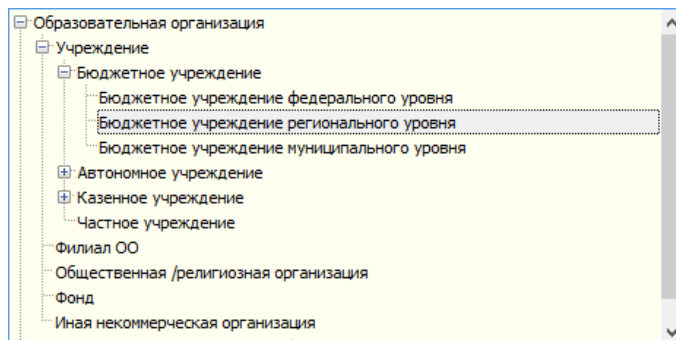 Образовательная организация
Учреждение
Бюджетное учреждение
Бюджетное учреждение федерального уровня
Бюджетное учреждение регионального уровня
Бюджетное учреждение муниципального уровня
Автономное учреждение
Казенное учреждение
Частное учреждение
Филиал ОО
Общественная /религиозная организация
Фонд
Иная некоммерческая организация